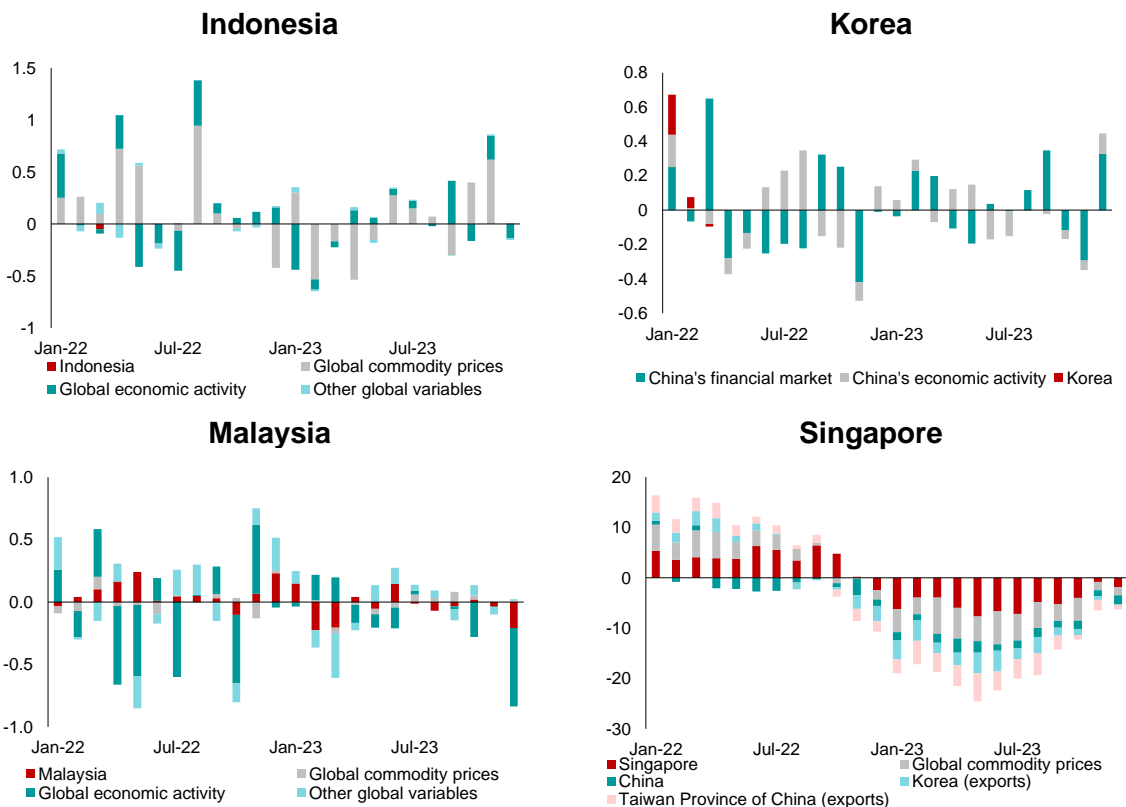 Indonesia
1.5
1
0.5
0
-0.5
-1
Jan-22 Jul-22 Jan-23 Jul-23
Indonesia Global commodity prices
Global economic activity Other global variables
Korea
0.8
0.6
0.4
0.2
0
-0.2
-0.4
-0.6
Jan-22 Jul-22 Jan-23 Jul-23
China's financial market China's economic activity Korea
Malaysia
1.0
0.5
0.0
-0.5
-1.0
Jan-22 Jul-22 Jan-23 Jul-23
Malaysia Global commodity prices
Global economic activity Other global variables
Singapore
20
10
0
-10
-20
-30
Jan-22 Jul-22 Jan-23 Jul-23
Singapore Global commodity prices
China Korea (exports)
Taiwan Province of China (exports)